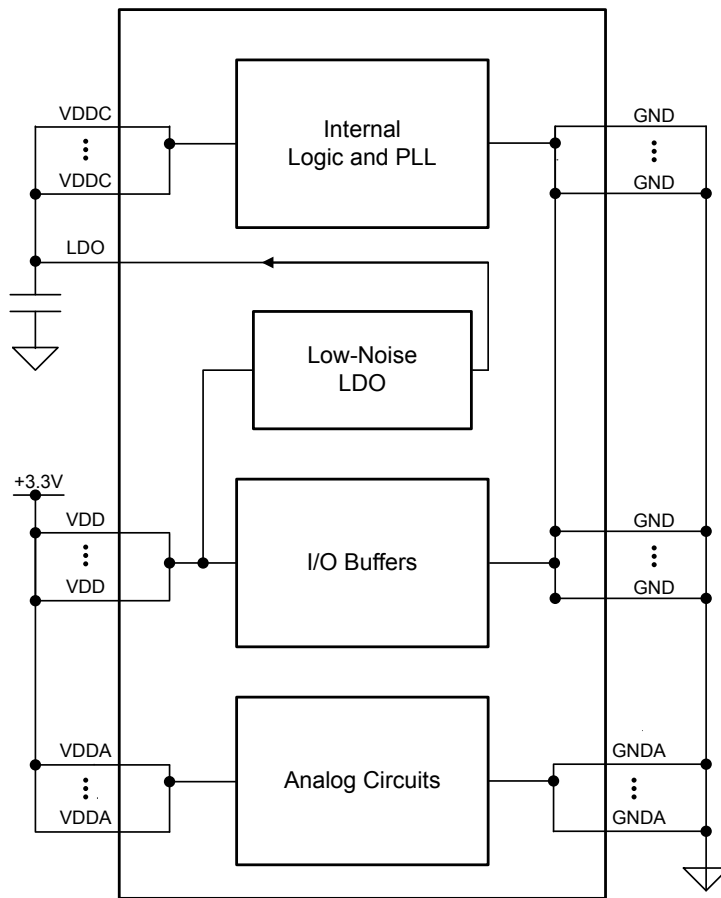 VDDC
VDDC
LDO
Internal
Logic and PLL
GND
GND
Low-Noise
LDO
+3.3V
VDD
VDD
I/O Buffers
GND
GND
VDDA
VDDA
Analog Circuits
GNDA
GNDA